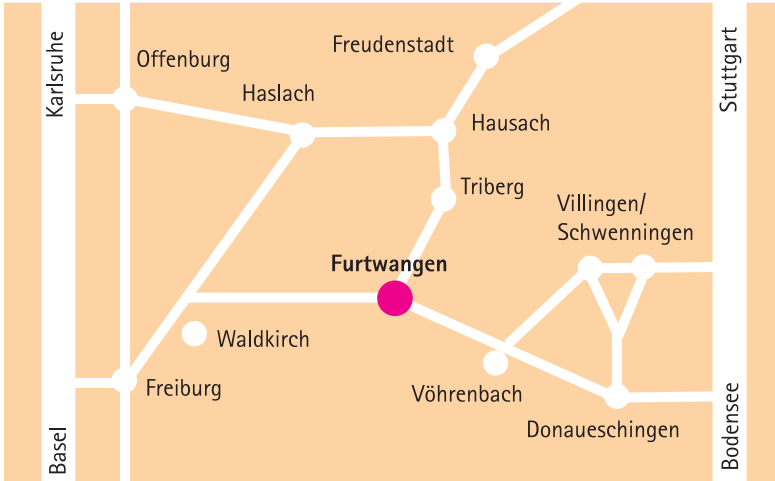 Karlsruhe
Offenburg
Freudenstadt
Stuttgart
Haslach
Hausach
Triberg
Villingen/
Schwenningen
Furtwangen
Waldkirch
Freiburg
Vöhrenbach
Donaueschingen
Basel
Bodensee